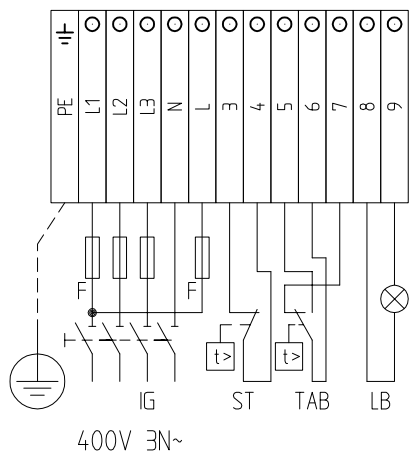 PE L1 L2 L3 N L 3 4 5 6 7 8 9
F F
t> t>
IG ST TAB LB
400V 3N~